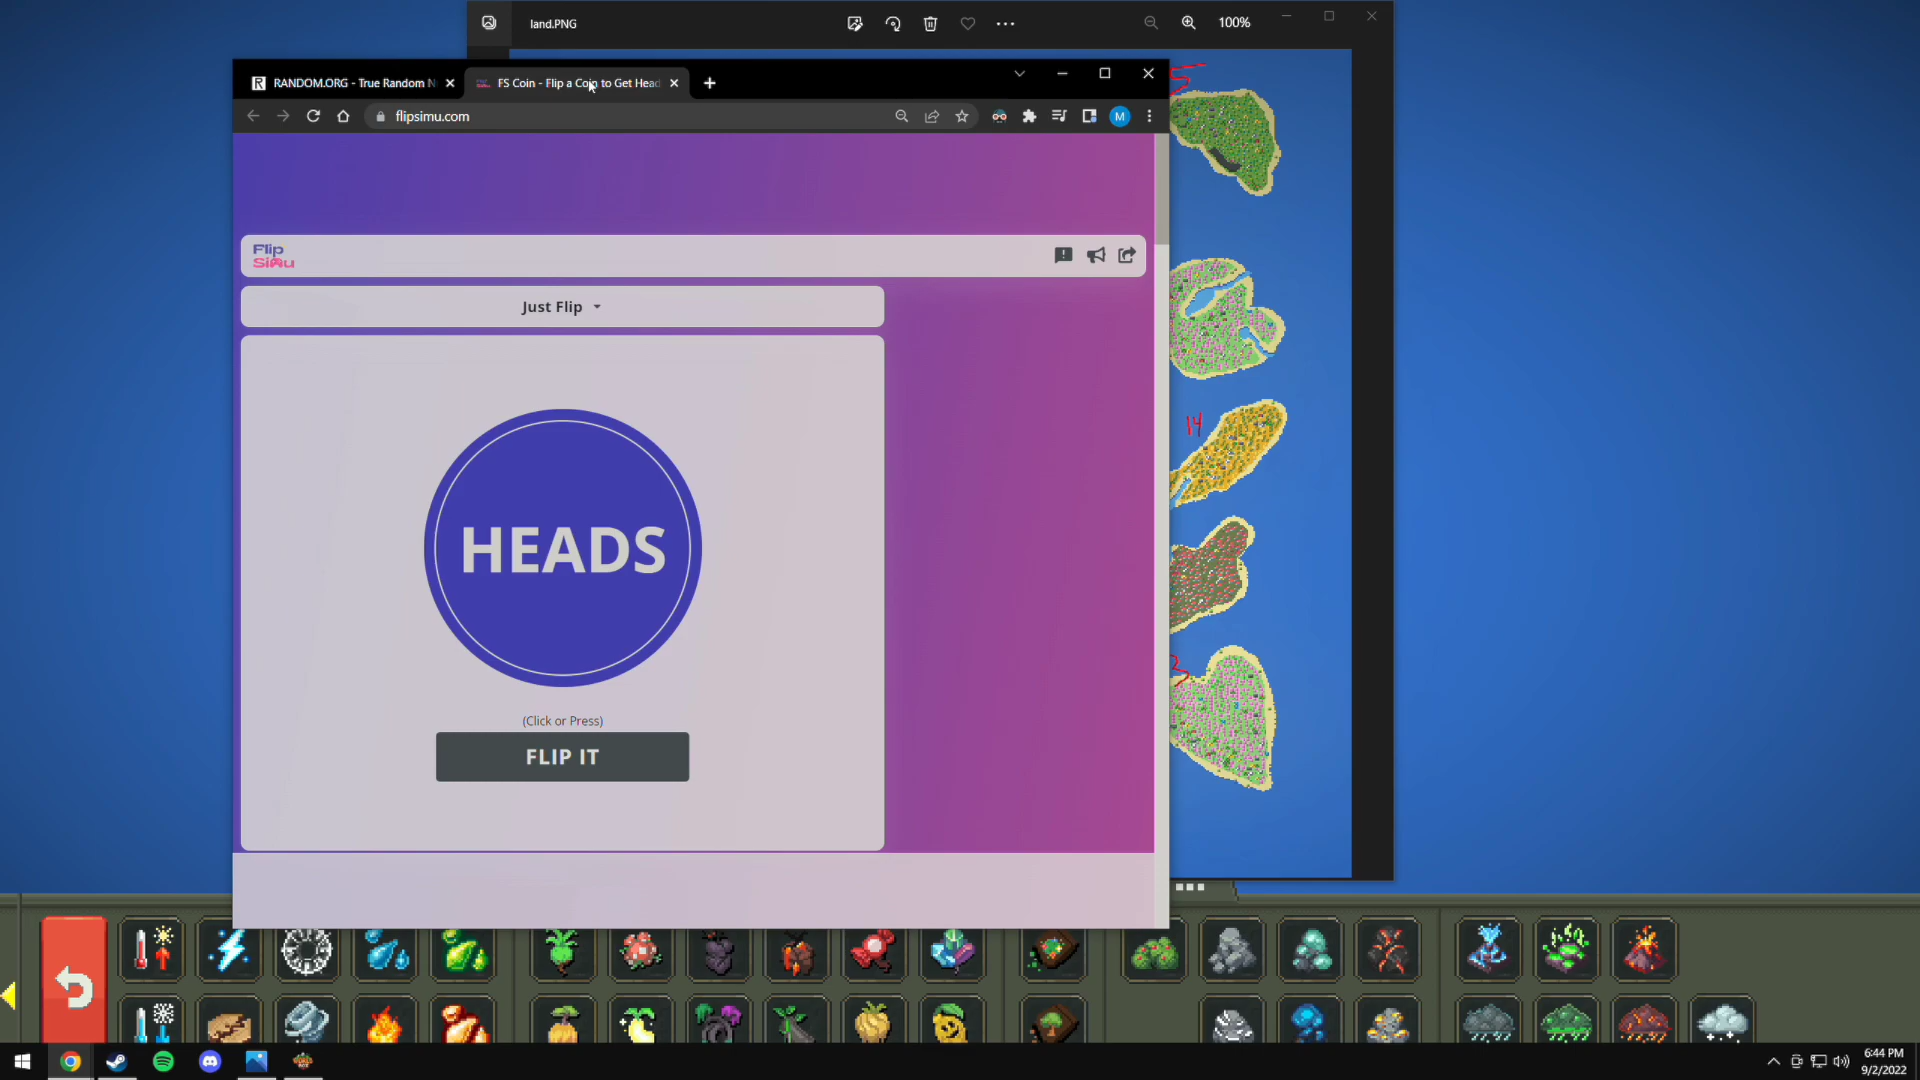 land.PNG
100%
RANDOM.ORG - True Random N
FS Coin - Flip a Coin to Get Head
flipsimu.com
M
Flip
Simu
Just Flip
HEADS
(Click or Press)
FLIP IT
14
6:44 PM
9/2/2022